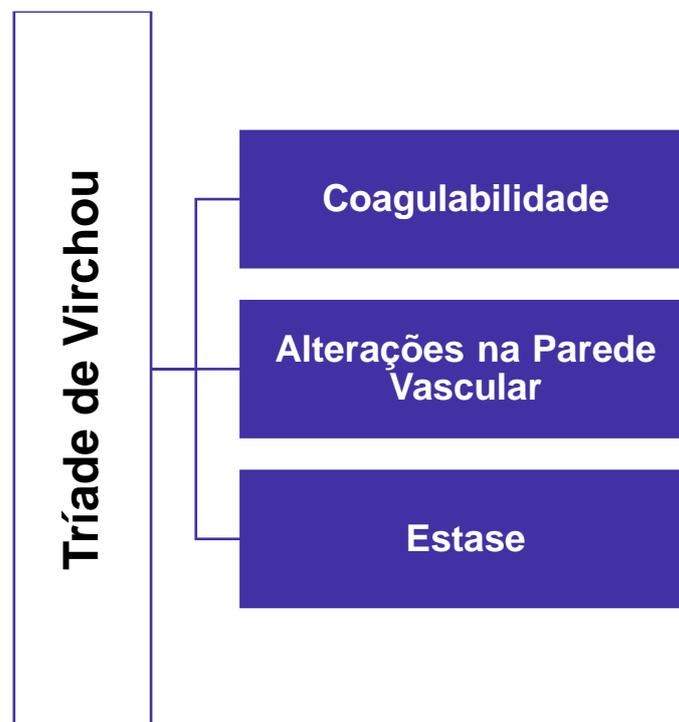 Tríade de Virchou
Coagulabilidade
Alterações na Parede
Vascular
Estase